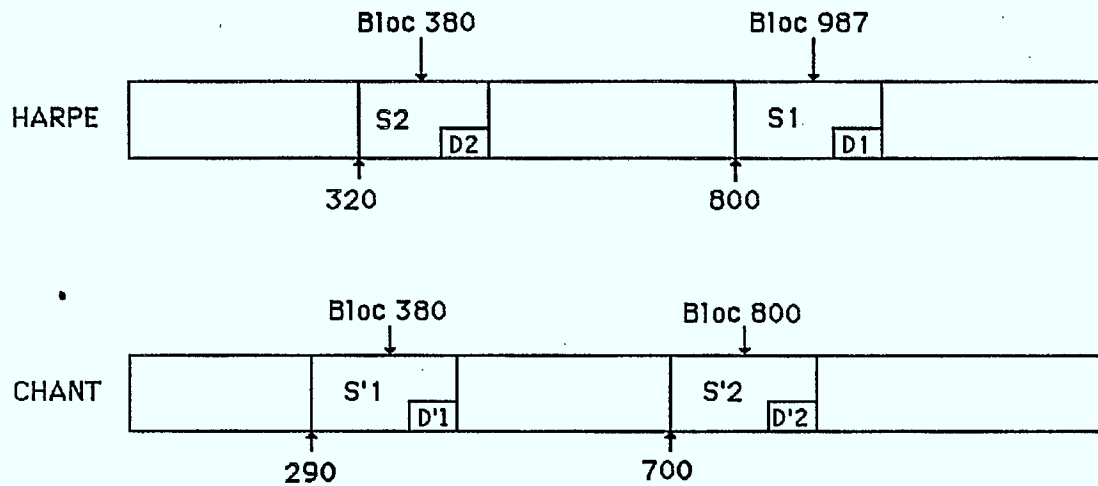 Bloc 380 Bloc 987
HARPE S2 D2 S1 D1
320 800
Bloc 380 Bloc 800
CHANT S'1 D'1 S'2 D'2
290 700